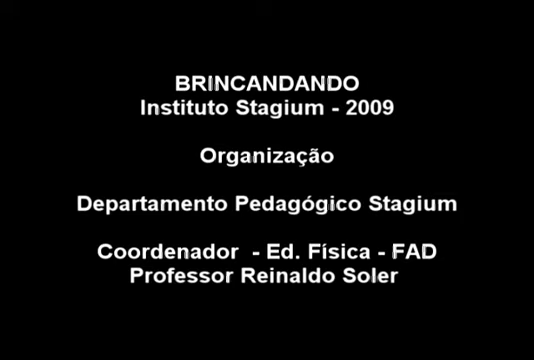 BRINCANDANDO
Instituto Stagium - 2009
Organização
Departamento Pedagógico Stagium
Coordenador - Ed. Física - FAD
Professor Reinaldo Soler